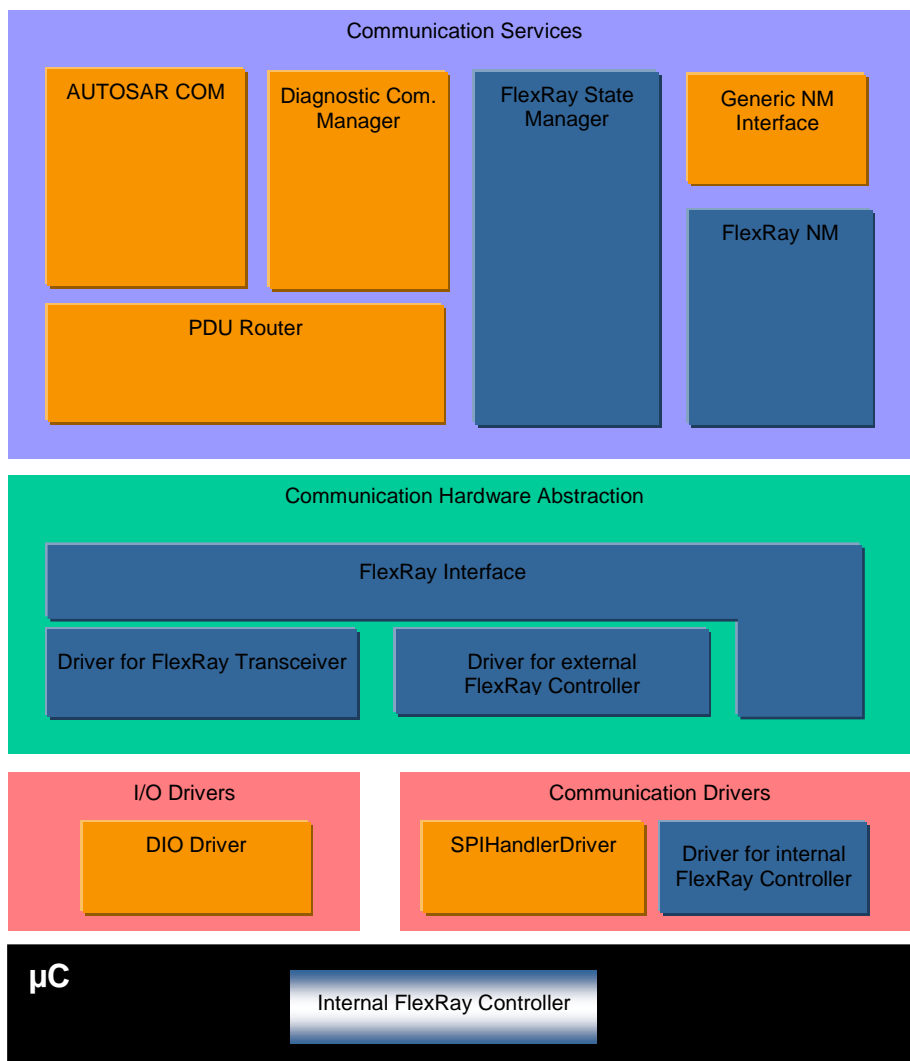 Communication Services
AUTOSAR COM
Diagnostic Com.
Manager
FlexRay State
Manager
Generic NM
Interface
FlexRay NM
PDU Router
Communication Hardware Abstraction
FlexRay Interface
Driver for FlexRay Transceiver
Driver for external
FlexRay Controller
I/O Drivers
DIO Driver
Communication Drivers
SPIHandlerDriver
Driver for internal
FlexRay Controller
µC
Internal FlexRay Controller